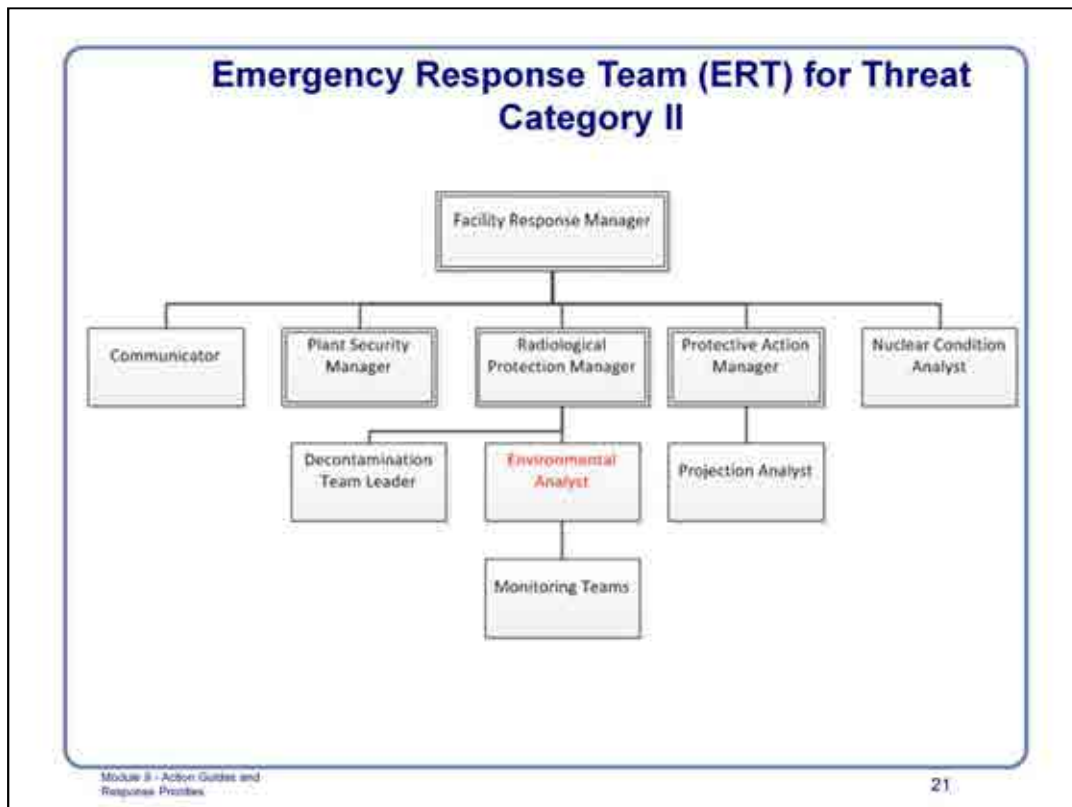 Emergency Response Team (ERT) for Threat
Category II
Facility Response Manager
Communicator
Plant Security
Manager
Radiological
Protection Manager
Protective Action
Manager
Nuclear Condition
Analyst
Decontamination
Team Leader
Environmental
Analyst
Projection Analyst
Monitoring Teams
Module - Action Guides and
Response Priorities
21